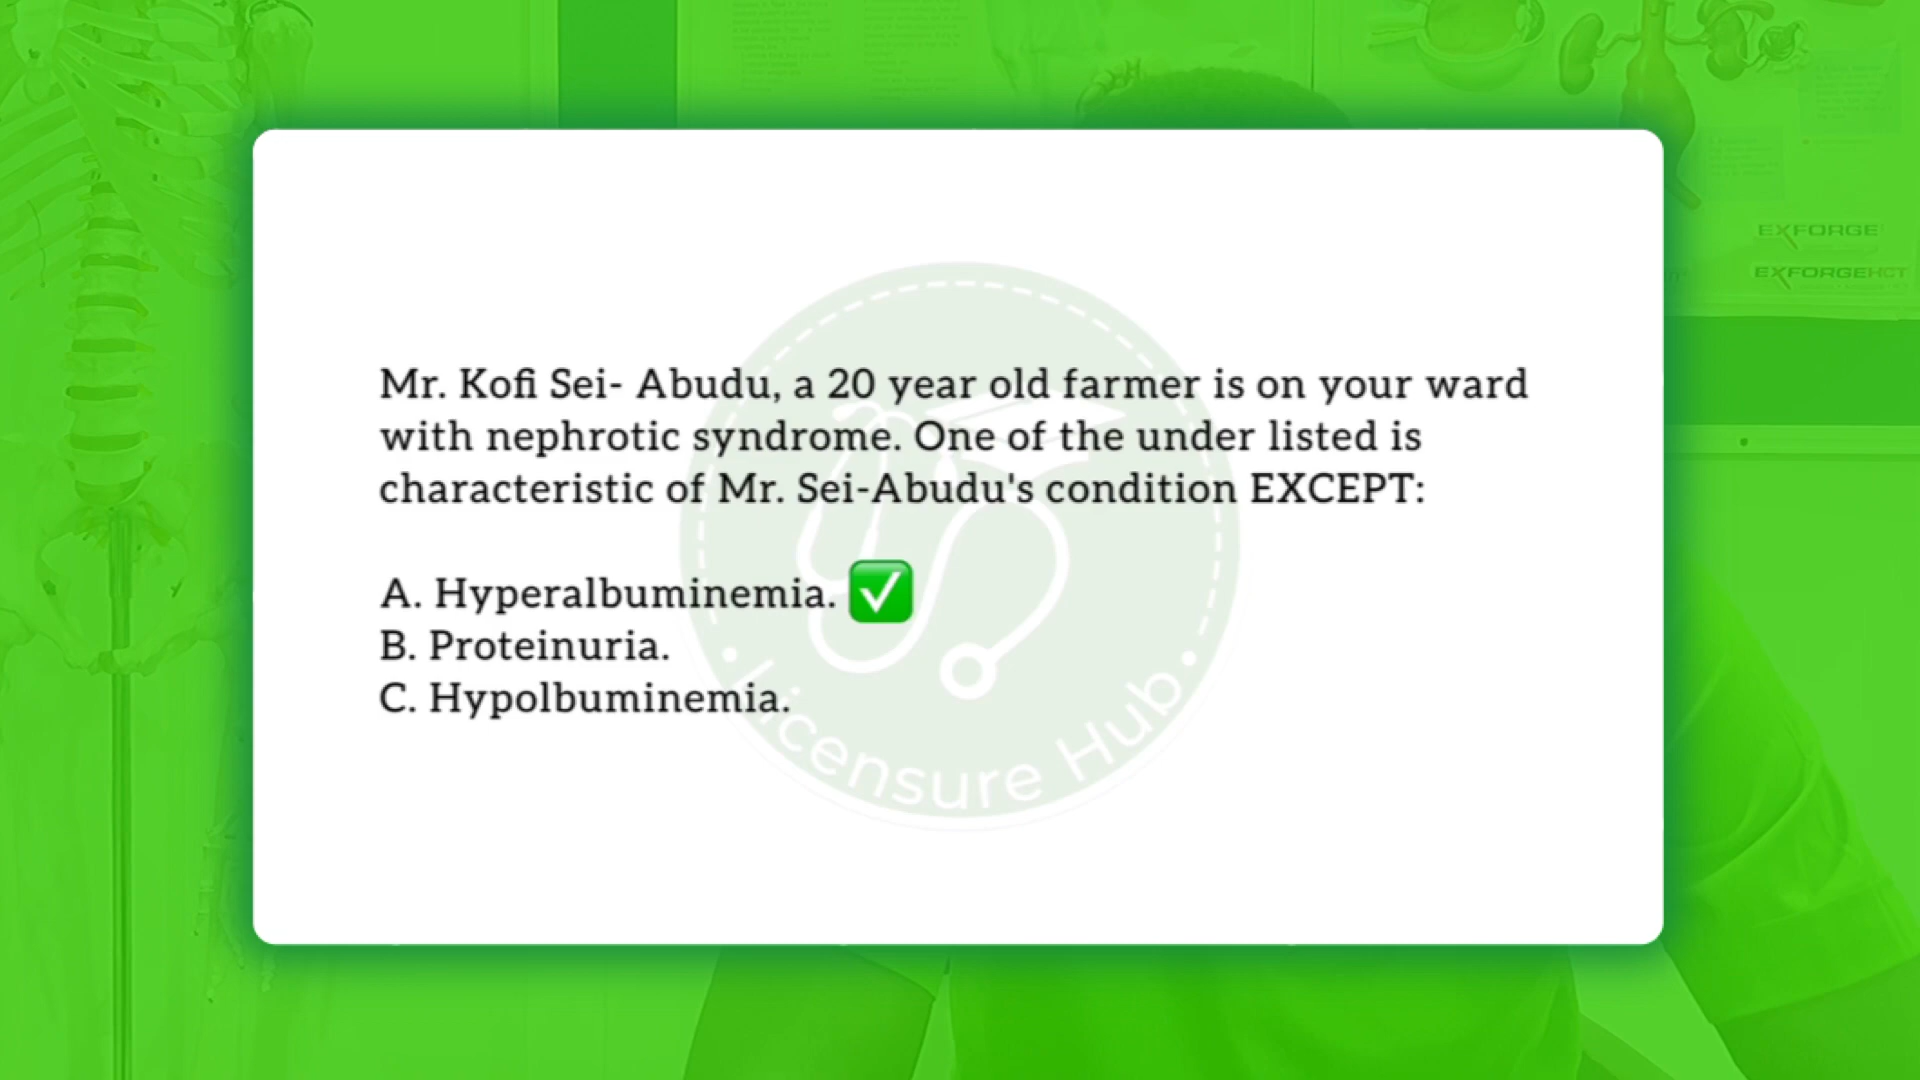 EXFORGE
EXFORGEHCT
Mr. Kofi Sei- Abudu, a 20 year old farmer is on your ward
with nephrotic syndrome. One of the under listed is
characteristic of Mr. Sei-Abudu's condition EXCEPT:
A. Hyperalbuminemia. ✅
B. Proteinuria.
C. Hypolbuminemia.
• Licensure Hub •